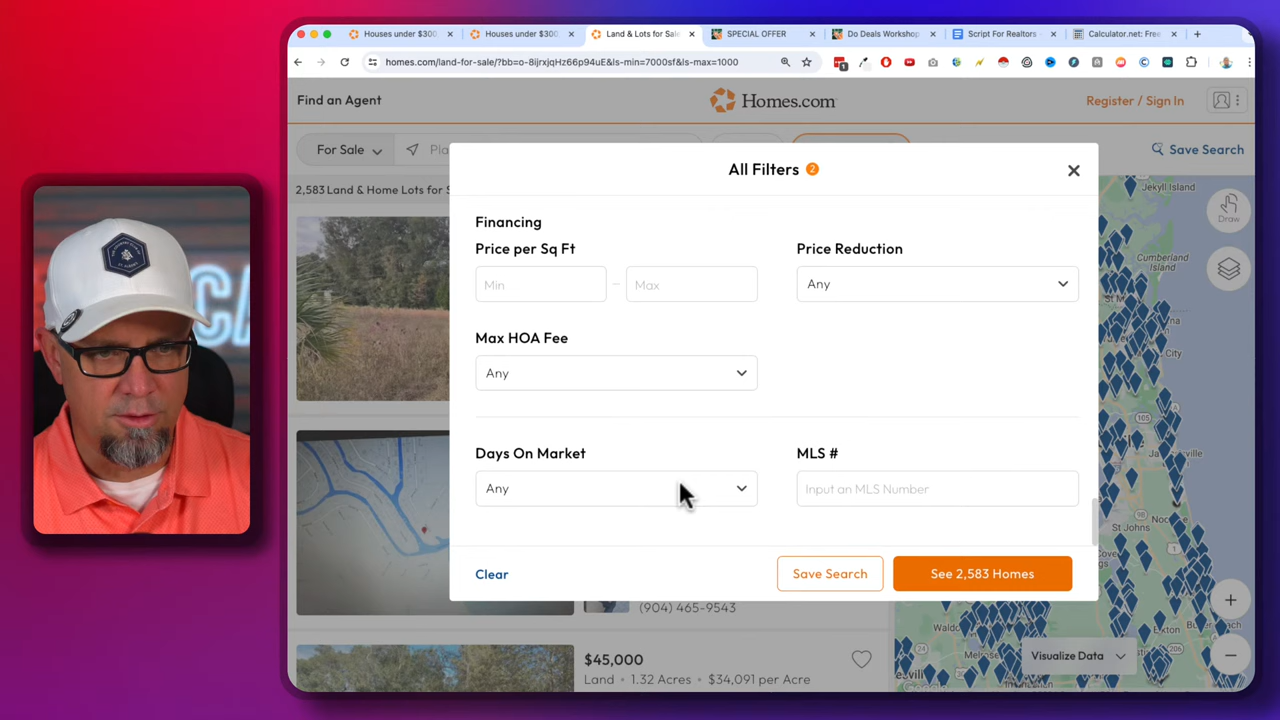 Houses under $300
Houses under $300
Land & Lots for Sale
SPECIAL OFFER
Do Deals Workshop
Script For Realtors -
Calculator.net: Free
homes.com/land-for-sale/?bb=o-8ijrxjqHz66p94uE&ls-min=7000sf&ls-max=1000
Find an Agent
Homes.com
Register / Sign In
For Sale
Pla
Save Search
2,583 Land & Home Lots for S
All Filters 2
Draw
Jekyll Island
Cumberland
Island
Financing
Price per Sq Ft
Price Reduction
Min
–
Max
Any
Max HOA Fee
Any
Days On Market
MLS #
Any
Input an MLS Number
St Johns
Clear
Save Search
See 2,583 Homes
(904) 465-9543
$45,000
Land • 1.32 Acres • $34,091 per Acre
Visualize Data
Melrose
Google